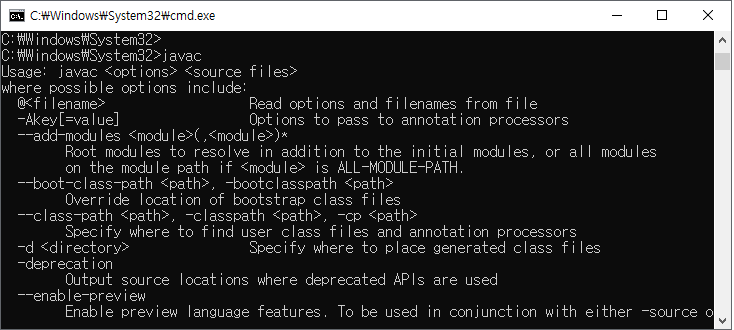 C:₩Windows₩System32₩cmd.exe
C:₩Windows₩System32>
C:₩Windows₩System32>javac
Usage: javac <options> <source files>
where possible options include:
  @<filename>                  Read options and filenames from file
  -Akey[=value]                Options to pass to annotation processors
  --add-modules <module>(,<module>)*
        Root modules to resolve in addition to the initial modules, or all modules
        on the module path if <module> is ALL-MODULE-PATH.
  --boot-class-path <path>, -bootclasspath <path>
        Override location of bootstrap class files
  --class-path <path>, -classpath <path>, -cp <path>
        Specify where to find user class files and annotation processors
  -d <directory>               Specify where to place generated class files
  -deprecation
        Output source locations where deprecated APIs are used
  --enable-preview
        Enable preview language features. To be used in conjunction with either -source o